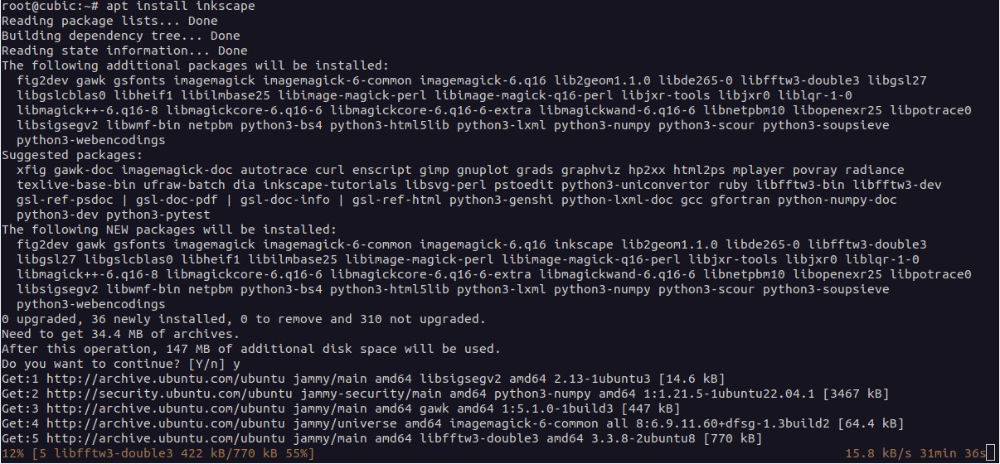 root@cubic:~# apt install inkscape
Reading package lists... Done
Building dependency tree... Done
Reading state information... Done
The following additional packages will be installed:
  fig2dev gawk gsfonts imagemagick imagemagick-6-common imagemagick-6.q16 lib2geom1.1.0 libde265-0 libfftw3-double3 libgsl27
  libgslcblas0 libheif1 libilmbase25 libimage-magick-perl libimage-magick-q16-perl libjxr-tools libjxr0 liblqr-1-0
  libmagick++-6.q16-8 libmagickcore-6.q16-6 libmagickcore-6.q16-6-extra libmagickwand-6.q16-6 libnetpbm10 libopenexr25 libpotrace0
  libsigsegv2 libwmf-bin netpbm python3-bs4 python3-html5lib python3-lxml python3-numpy python3-scour python3-soupsieve
  python3-webencodings
Suggested packages:
  xfig gawk-doc imagemagick-doc autotrace curl enscript gimp gnuplot grads graphviz hp2xx html2ps mplayer povray radiance
  texlive-base-bin ufraw-batch dia inkscape-tutorials libsvg-perl pstoedit python3-uniconvertor ruby libfftw3-bin libfftw3-dev
  gsl-ref-psdoc | gsl-doc-pdf | gsl-doc-info | gsl-ref-html python3-genshi python-lxml-doc gcc gfortran python-numpy-doc
  python3-dev python3-pytest
The following NEW packages will be installed:
  fig2dev gawk gsfonts imagemagick imagemagick-6-common imagemagick-6.q16 inkscape lib2geom1.1.0 libde265-0 libfftw3-double3
  libgsl27 libgslcblas0 libheif1 libilmbase25 libimage-magick-perl libimage-magick-q16-perl libjxr-tools libjxr0 liblqr-1-0
  libmagick++-6.q16-8 libmagickcore-6.q16-6 libmagickcore-6.q16-6-extra libmagickwand-6.q16-6 libnetpbm10 libopenexr25 libpotrace0
  libsigsegv2 libwmf-bin netpbm python3-bs4 python3-html5lib python3-lxml python3-numpy python3-scour python3-soupsieve
  python3-webencodings
0 upgraded, 36 newly installed, 0 to remove and 310 not upgraded.
Need to get 34.4 MB of archives.
After this operation, 147 MB of additional disk space will be used.
Do you want to continue? [Y/n] y
Get:1 http://archive.ubuntu.com/ubuntu jammy/main amd64 libsigsegv2 amd64 2.13-1ubuntu3 [14.6 kB]
Get:2 http://security.ubuntu.com/ubuntu jammy-security/main amd64 python3-numpy amd64 1:1.21.5-1ubuntu22.04.1 [3467 kB]
Get:3 http://archive.ubuntu.com/ubuntu jammy/main amd64 gawk amd64 1:5.1.0-1build3 [447 kB]
Get:4 http://archive.ubuntu.com/ubuntu jammy/universe amd64 imagemagick-6-common all 8:6.9.11.60+dfsg-1.3build2 [64.4 kB]
Get:5 http://archive.ubuntu.com/ubuntu jammy/main amd64 libfftw3-double3 amd64 3.3.8-2ubuntu8 [770 kB]
12% [5 libfftw3-double3 422 kB/770 kB 55%] 15.8 kB/s 31min 36s